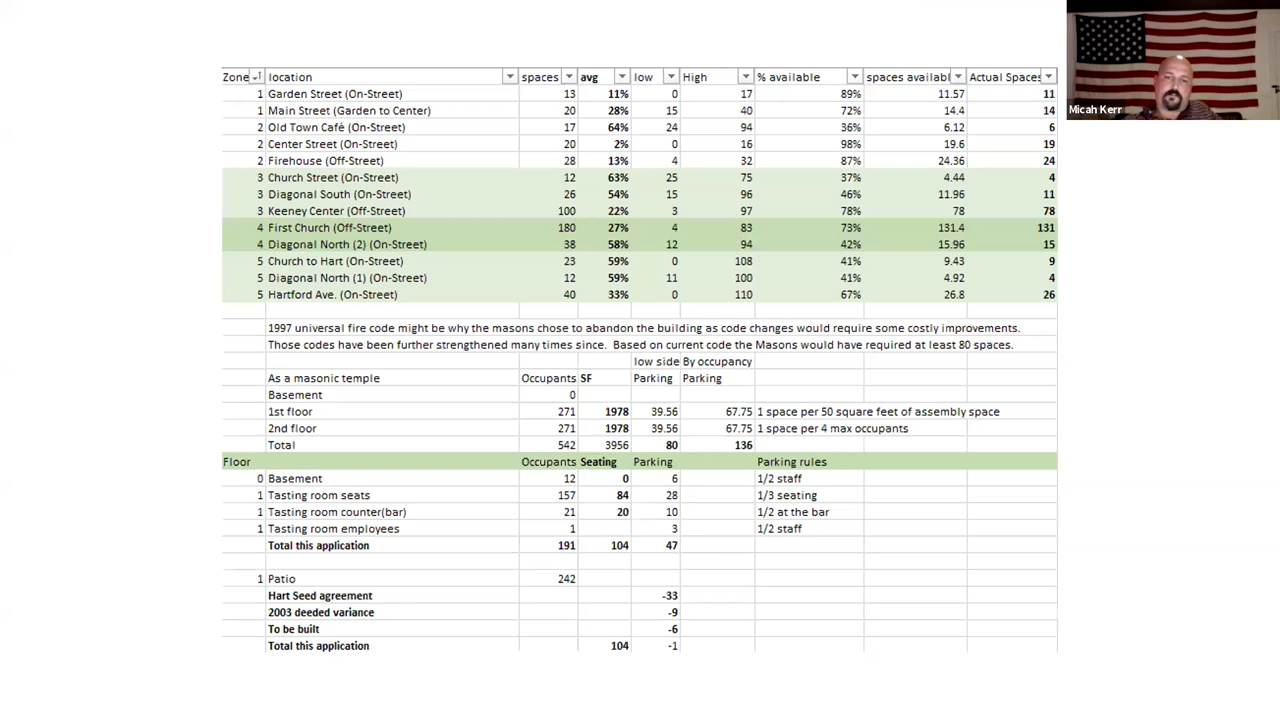 Zone location spaces avg low High % available spaces availabl Actual Spaces
1 Garden Street (On-Street) 13 11% 0 17 89% 11.57 11
1 Main Street (Garden to Center) 20 28% 15 40 72% 14.4 14
2 Old Town Café (On-Street) 17 64% 24 94 36% 6.12 6
2 Center Street (On-Street) 20 2% 0 16 98% 19.6 19
2 Firehouse (Off-Street) 28 13% 4 32 87% 24.36 24
3 Church Street (On-Street) 12 63% 25 75 37% 4.44 4
3 Diagonal South (On-Street) 26 54% 15 96 46% 11.96 11
3 Keeney Center (Off-Street) 100 22% 3 97 78% 78 78
4 First Church (Off-Street) 180 27% 4 83 73% 131.4 131
4 Diagonal North (2) (On-Street) 38 58% 12 94 42% 15.96 15
5 Church to Hart (On-Street) 23 59% 0 108 41% 9.43 9
5 Diagonal North (1) (On-Street) 12 59% 11 100 41% 4.92 4
5 Hartford Ave. (On-Street) 40 33% 0 110 67% 26.8 26
1997 universal fire code might be why the masons chose to abandon the building as code changes would require some costly improvements.
Those codes have been further strengthened many times since. Based on current code the Masons would have required at least 80 spaces.
low side By occupancy
As a masonic temple Occupants SF Parking Parking
Basement 0
1st floor 271 1978 39.56 67.75 1 space per 50 square feet of assembly space
2nd floor 271 1978 39.56 67.75 1 space per 4 max occupants
Total 542 3956 80 136
Floor Occupants Seating Parking Parking rules
0 Basement 12 0 6 1/2 staff
1 Tasting room seats 157 84 28 1/3 seating
1 Tasting room counter(bar) 21 20 10 1/2 at the bar
1 Tasting room employees 1 3 1/2 staff
Total this application 191 104 47
1 Patio 242
Hart Seed agreement -33
2003 deeded variance -9
To be built -6
Total this application 104 -1
Micah Kerr